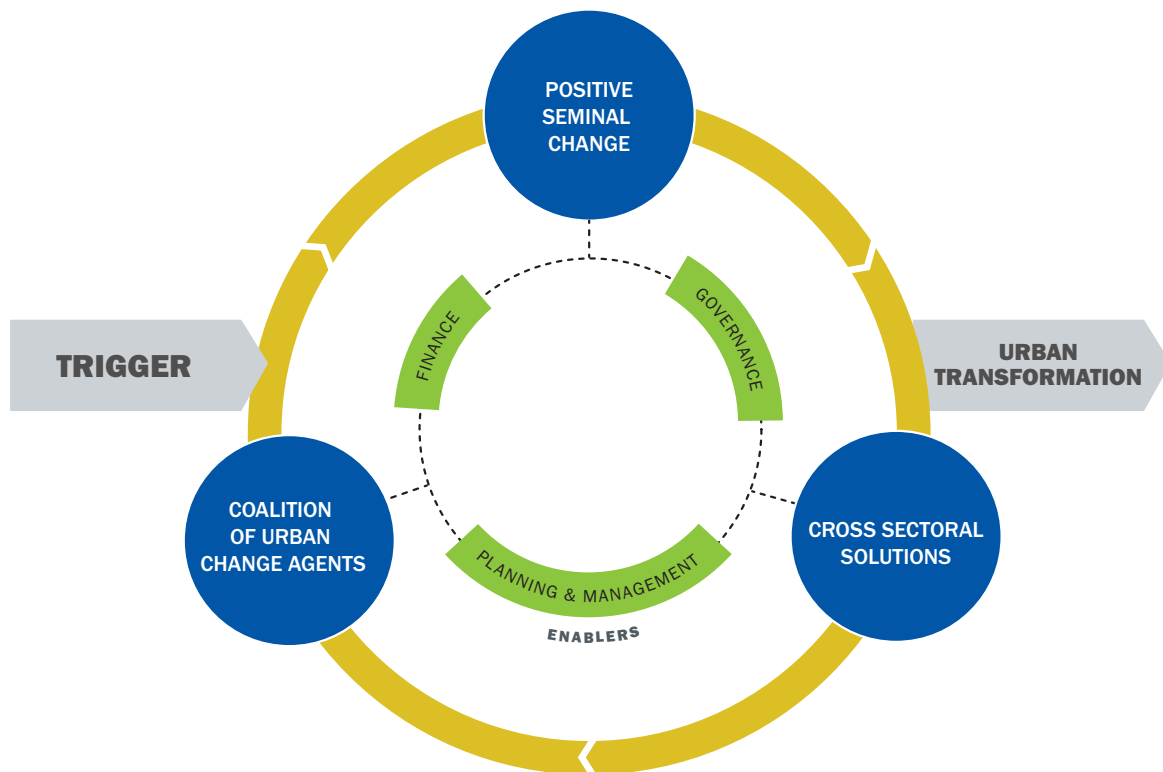 POSITIVE
SEMINAL
CHANGE
FINANCE
GOVERNANCE
TRIGGER
URBAN
TRANSFORMATION
COALITION
OF URBAN
CHANGE AGENTS
CROSS SECTORAL
SOLUTIONS
PLANNING & MANAGEMENT
ENABLERS